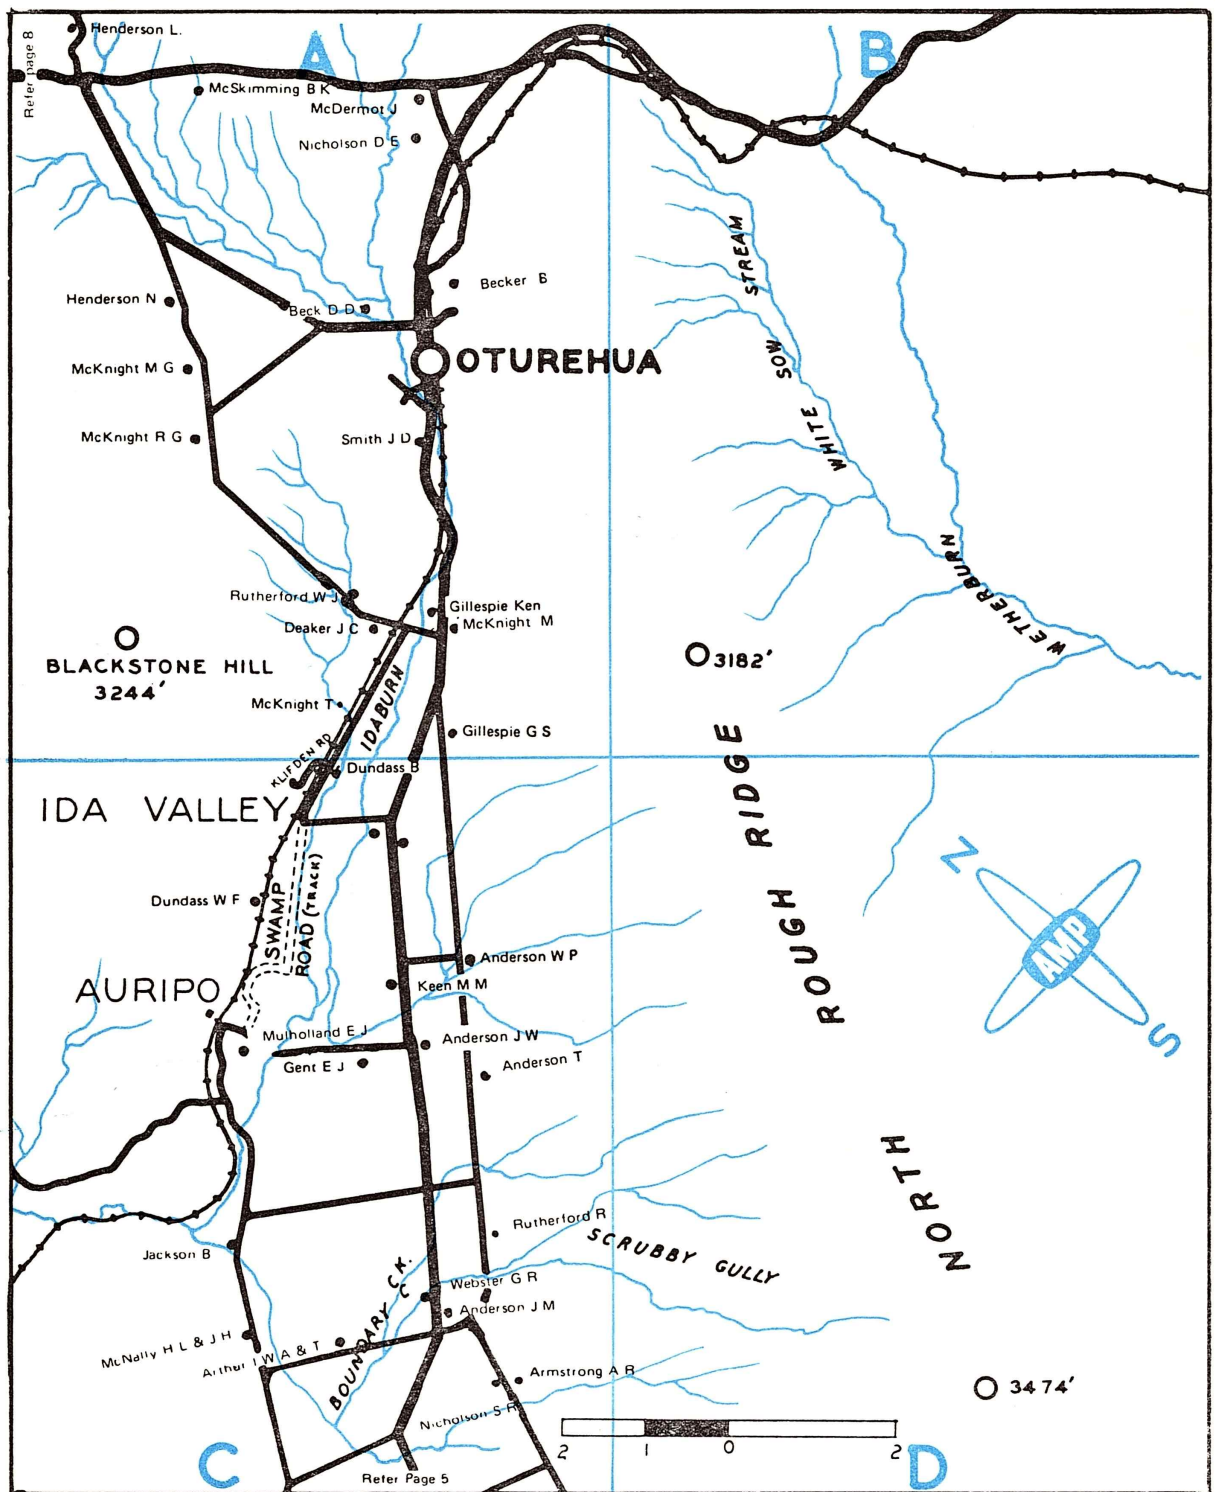 Refer page 8
Henderson L.
A
B
McSkimming B K
McDermot J
Nicholson D E
Becker B
Henderson N
Beck D D
OTUREHUA
McKnight M G
McKnight R G
Smith J D
WHITE SOW STREAM
WETHERBURN
Rutherford W J
Gillespie Ken
Deaker J C
McKnight M
BLACKSTONE HILL
3244'
3182'
McKnight T
IDABURN
Gillespie G S
KLIFDEN RD
Dundass B
IDA VALLEY
NORTH ROUGH RIDGE
Dundass W F
SWAMP
ROAD (TRACK)
N
AMP
S
Anderson W P
Keen M M
AURIPO
Mulholland E J
Anderson J W
Gent E J
Anderson T
Rutherford R
SCRUBBY GULLY
Jackson B
BOUNDARY CK.
Webster G R
Anderson J M
McNally H L & J H
Arthur I W A & T
Armstrong A R
3474'
Nicholson S R
2 1 0 2
C
D
Refer Page 5